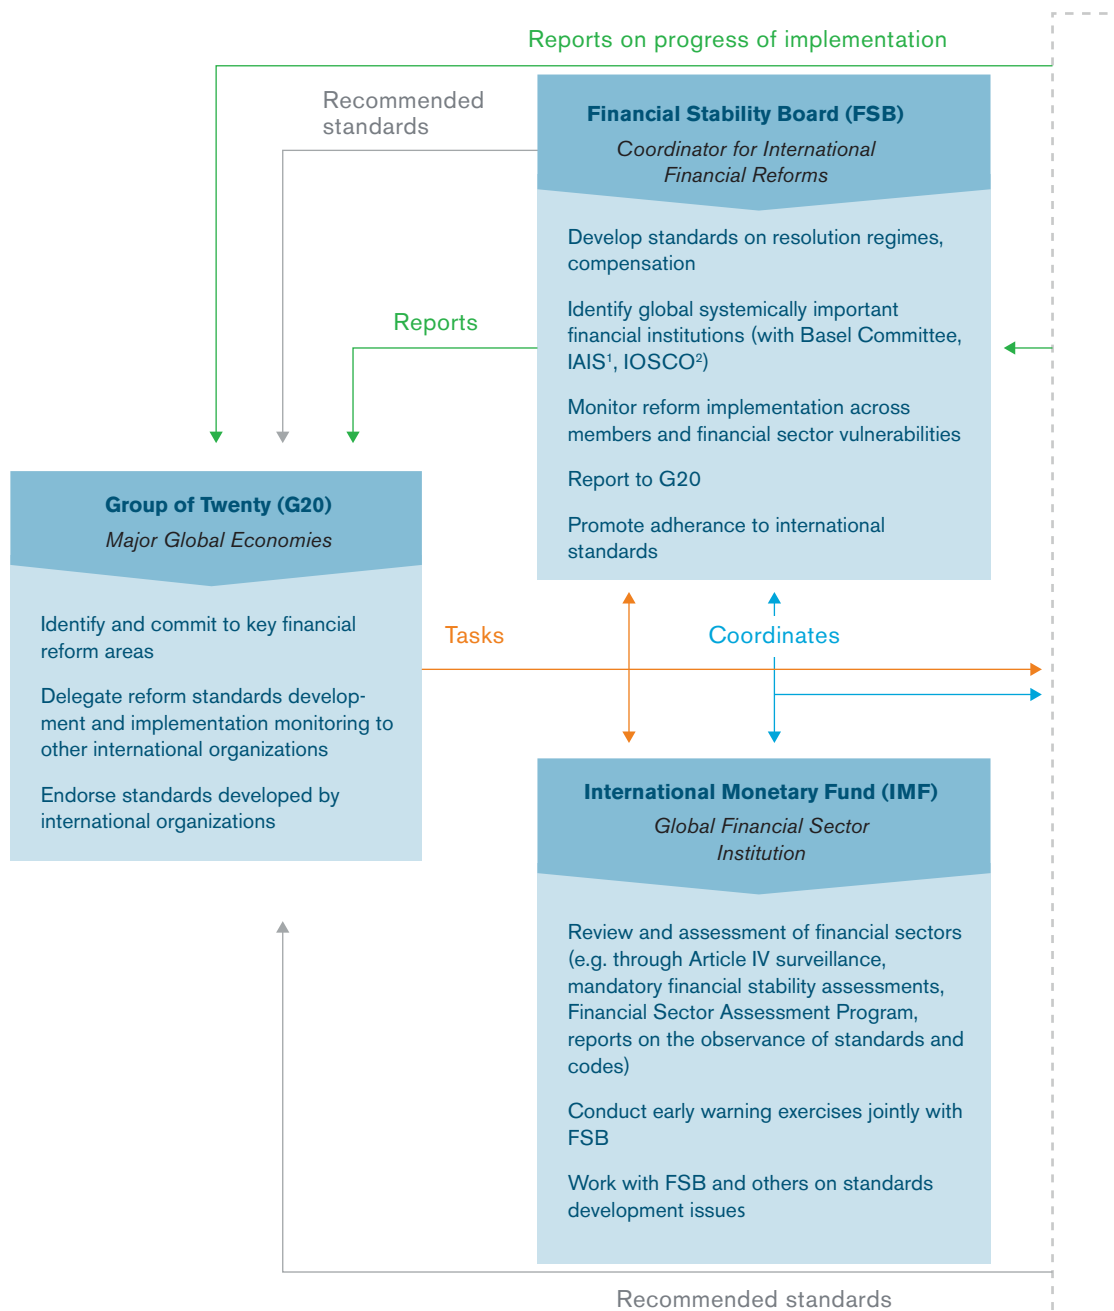 Reports on progress of implementation
Recommended
standards
Financial Stability Board (FSB)
Coordinator for International
Financial Reforms
Develop standards on resolution regimes,
compensation
Identify global systemically important
financial institutions (with Basel Committee,
IAIS¹, IOSCO²)
Monitor reform implementation across
members and financial sector vulnerabilities
Report to G20
Promote adherance to international
standards
Reports
Group of Twenty (G20)
Major Global Economies
Identify and commit to key financial
reform areas
Delegate reform standards develop-
ment and implementation monitoring to
other international organizations
Endorse standards developed by
international organizations
Tasks
Coordinates
International Monetary Fund (IMF)
Global Financial Sector
Institution
Review and assessment of financial sectors
(e.g. through Article IV surveillance,
mandatory financial stability assessments,
Financial Sector Assessment Program,
reports on the observance of standards and
codes)
Conduct early warning exercises jointly with
FSB
Work with FSB and others on standards
development issues
Recommended standards